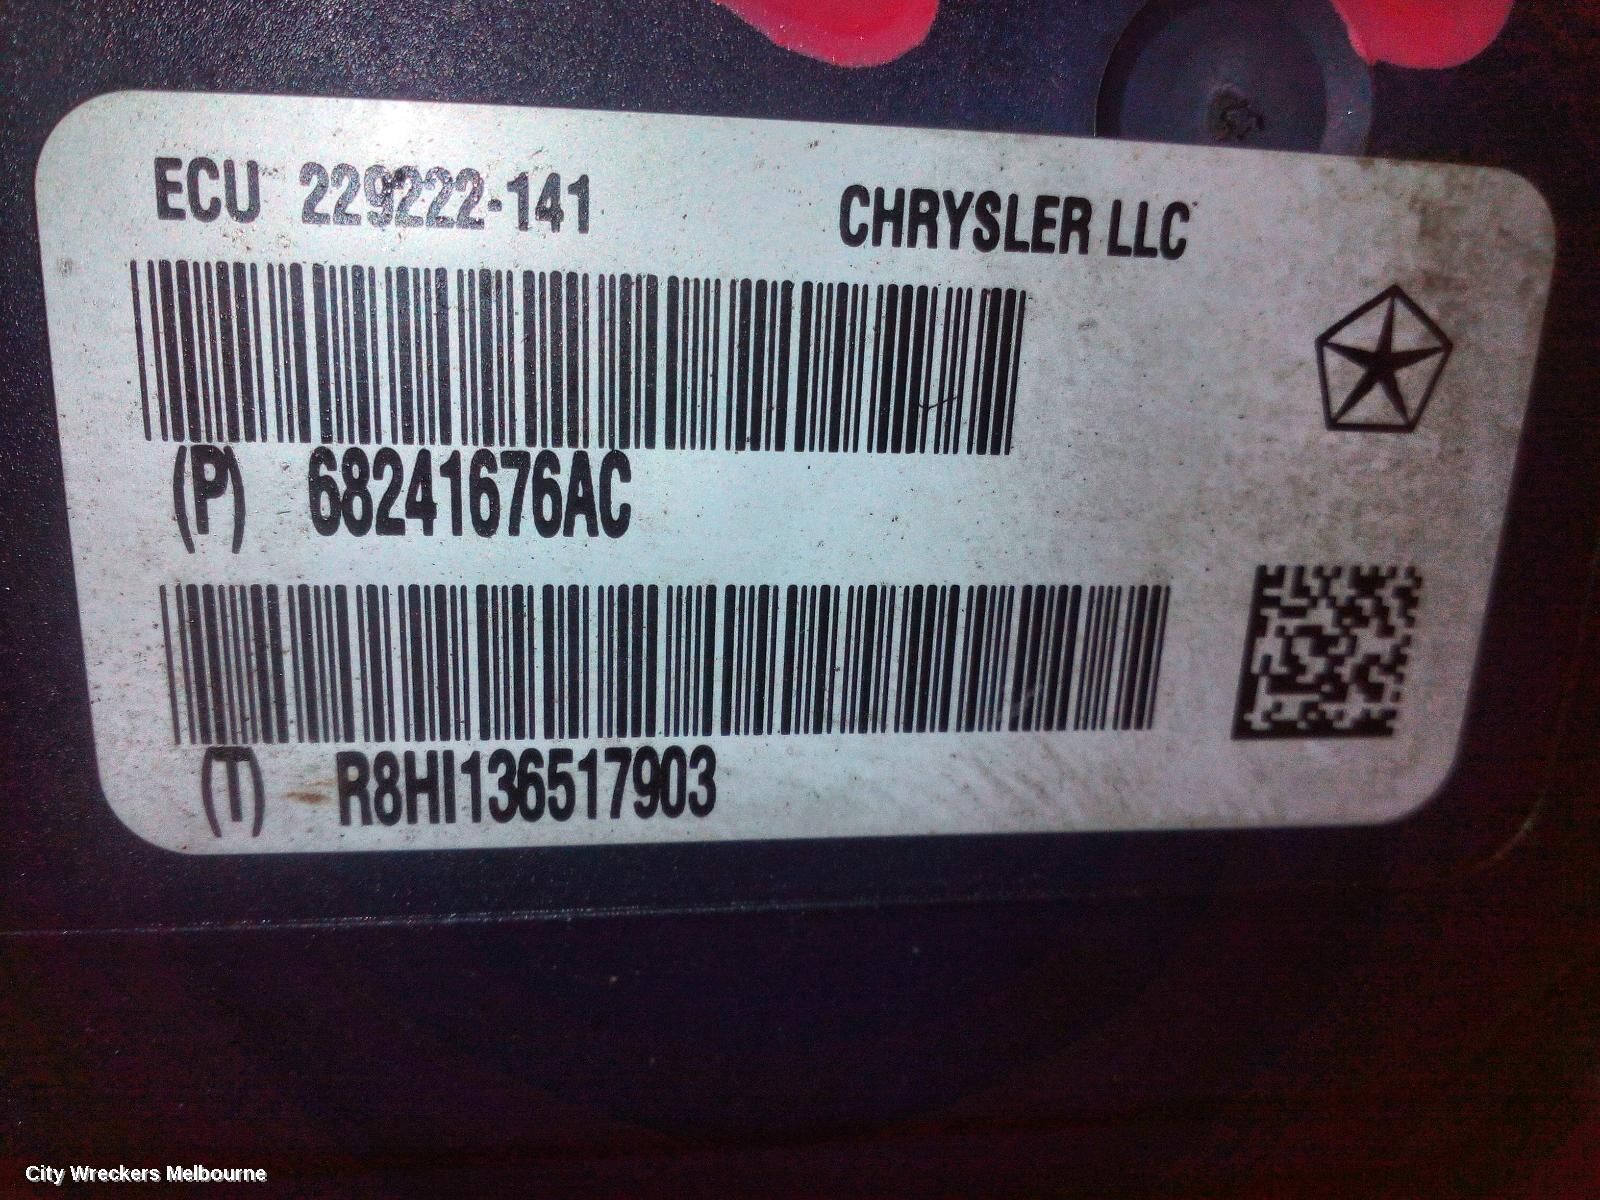 ECU 229222-141 CHRYSLER LLC
(P) 68241676AC
(T) R8HI136517903
City Wreckers Melbourne